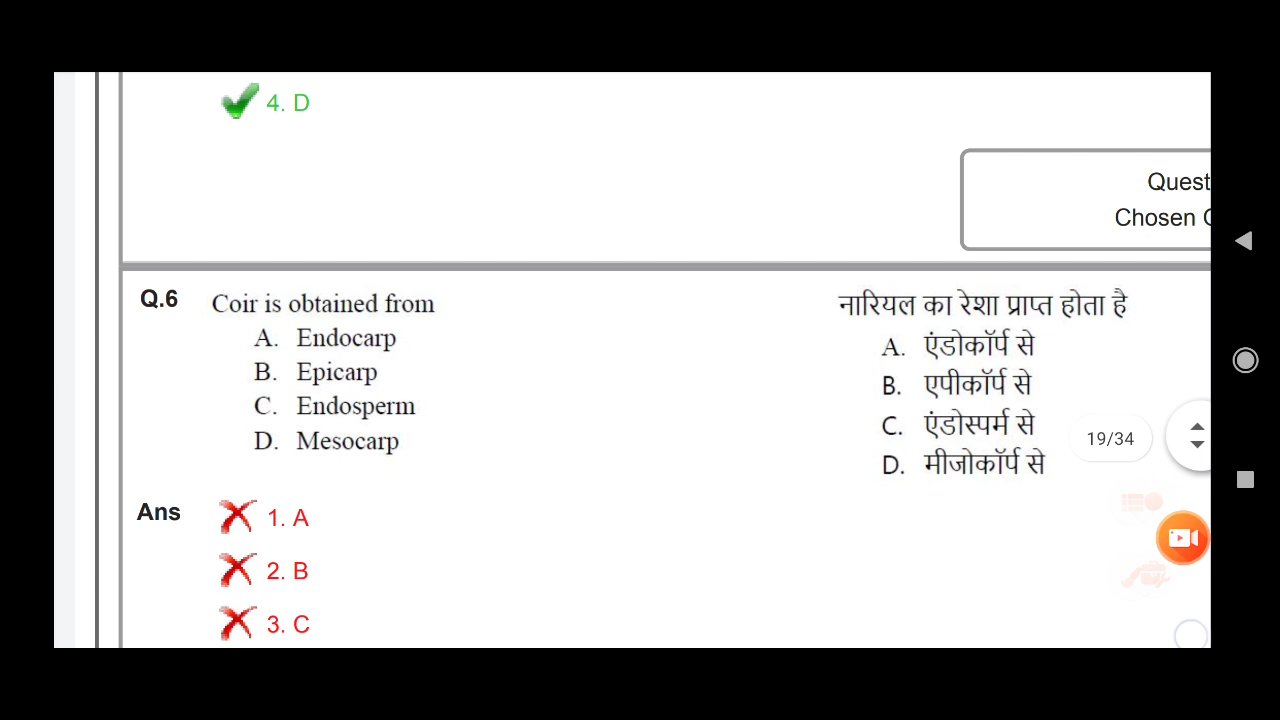 4. D
Quest
Chosen
Q.6 Coir is obtained from
A. Endocarp
B. Epicarp
C. Endosperm
D. Mesocarp
नारियल का रेशा प्राप्त होता है
A. एंडोकॉर्प से
B. एपीकॉर्प से
C. एंडोस्पर्म से
D. मीजोकॉर्प से
19/34
Ans
1. A
2. B
3. C